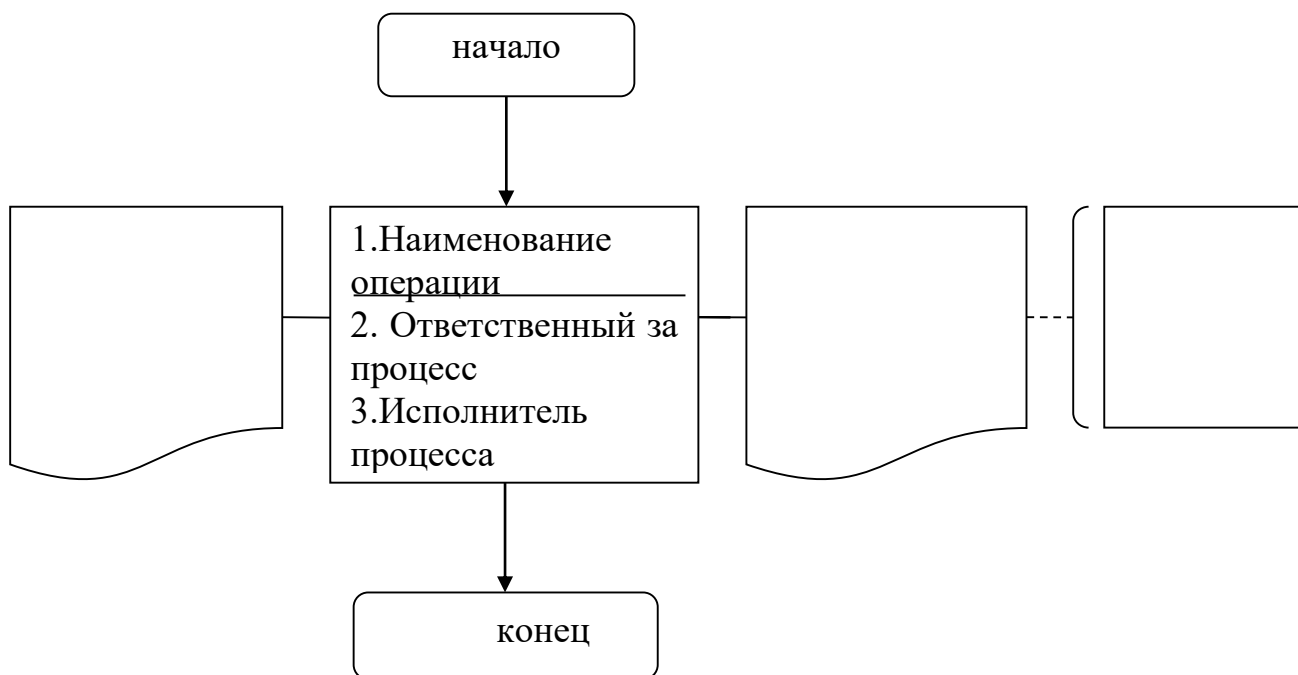 начало
1.Наименование
операции
2. Ответственный за
процесс
3.Исполнитель
процесса
конец